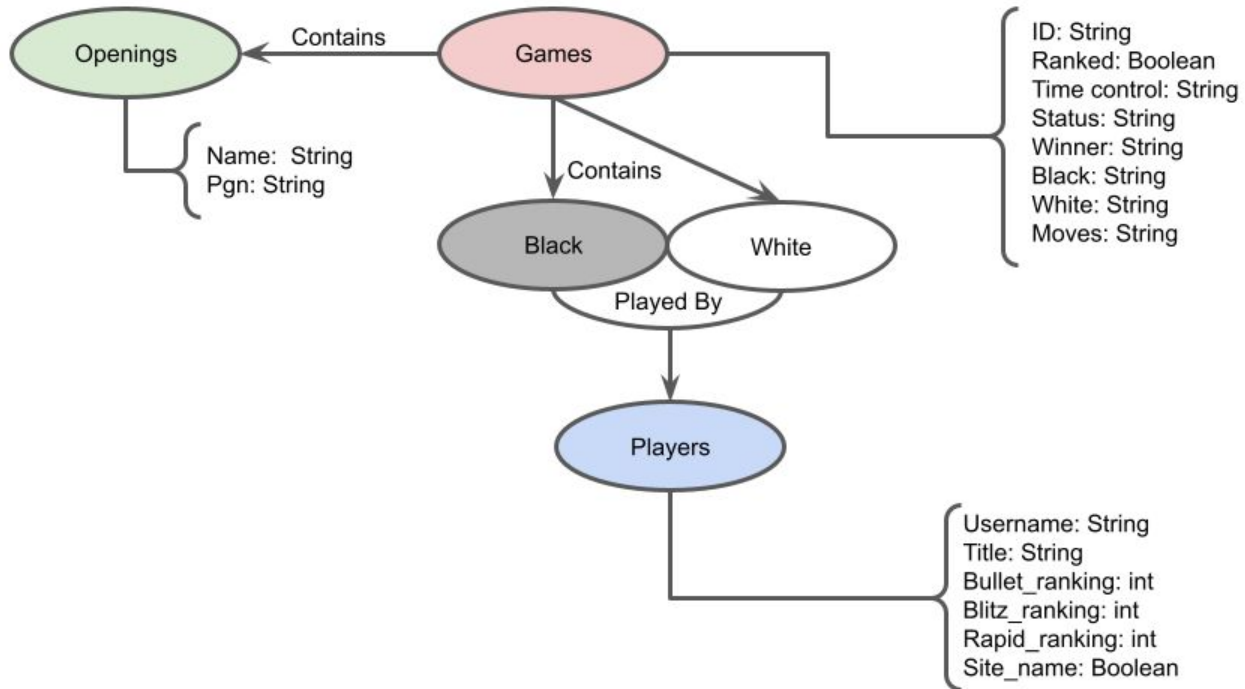 Openings
Contains
Games
ID: String
Ranked: Boolean
Time control: String
Status: String
Winner: String
Black: String
White: String
Moves: String
Name: String
Pgn: String
Contains
Black
White
Played By
Players
Username: String
Title: String
Bullet_ranking: int
Blitz_ranking: int
Rapid_ranking: int
Site_name: Boolean